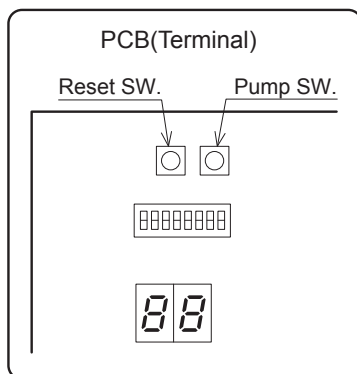 PCB(Terminal)
Reset SW. Pump SW.
88